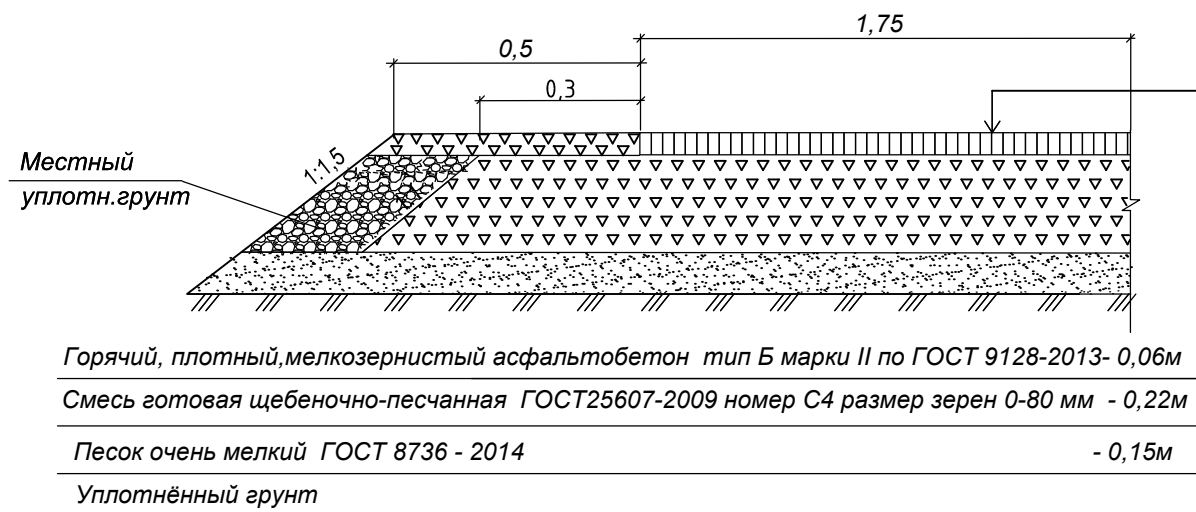 1,75
0,5
0,3
1:1,5
Местный
уплотн.грунт
Горячий, плотный,мелкозернистый асфальтобетон тип Б марки II по ГОСТ 9128-2013- 0,06м
Смесь готовая щебеночно-песчанная ГОСТ25607-2009 номер С4 размер зерен 0-80 мм - 0,22м
Песок очень мелкий ГОСТ 8736 - 2014 - 0,15м
Уплотнённый грунт